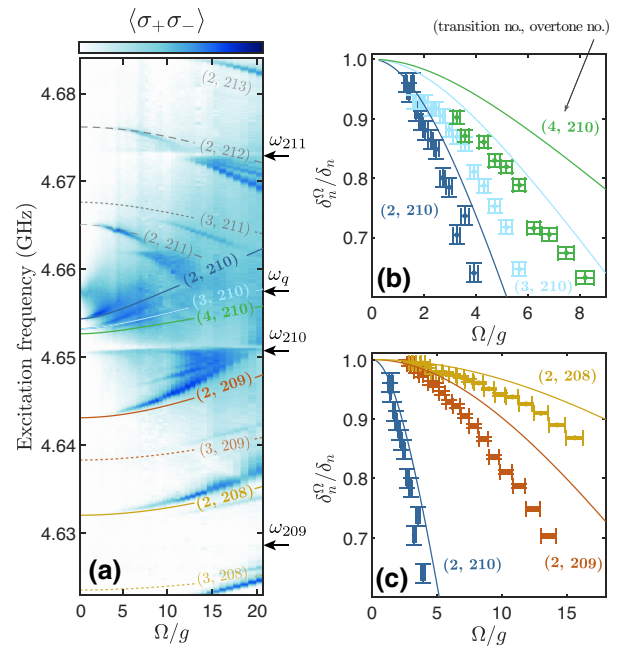 ⟨σ₊σ₋⟩
(transition no., overtone no.)
4.68
4.67
4.66
4.65
4.64
4.63
Excitation frequency (GHz)
(2, 213)
(2, 212)
(3, 211)
(2, 211)
(2, 210)
(3, 210)
(4, 210)
(2, 209)
(3, 209)
(2, 208)
(3, 208)
ω₂₁₁
ω_q
ω₂₁₀
ω₂₀₉
(a)
0 5 10 15 20
Ω/g
1.0
0.9
0.8
0.7
δₙ^Ω/δₙ
(4, 210)
(2, 210)
(3, 210)
(b)
0 2 4 6 8
Ω/g
1.0
0.9
0.8
0.7
δₙ^Ω/δₙ
(2, 208)
(2, 209)
(2, 210)
(c)
0 5 10 15
Ω/g